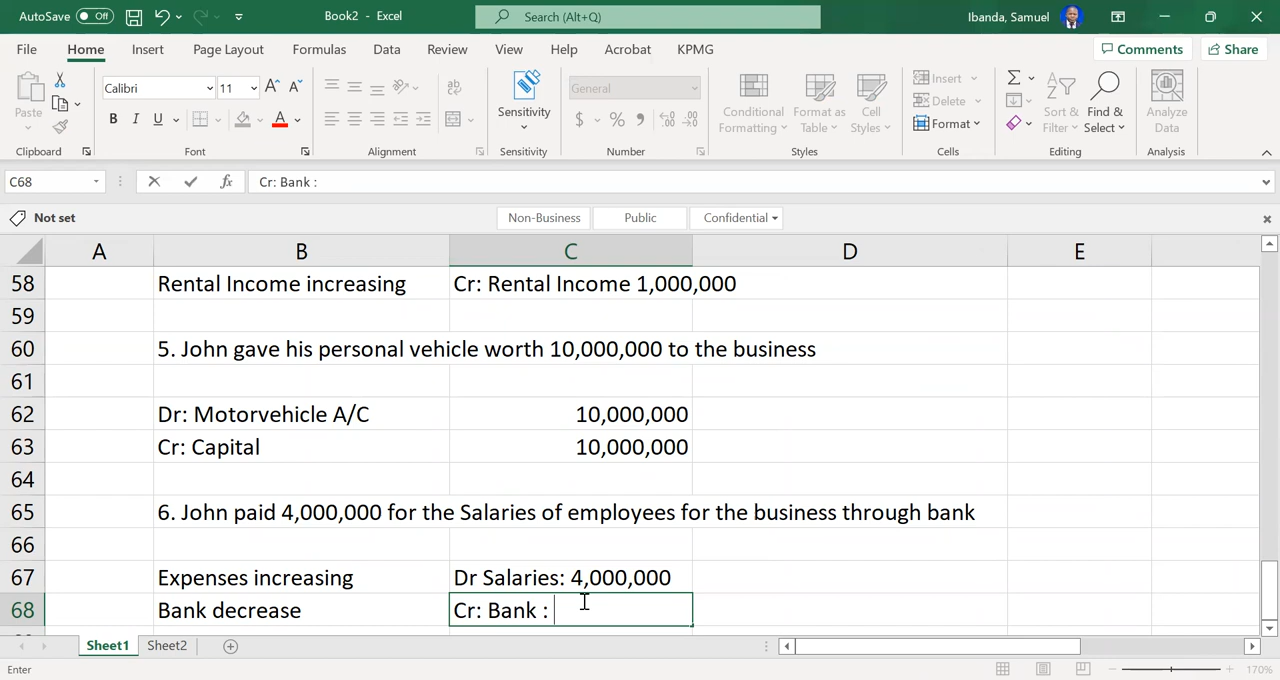 AutoSave Off Book2 - Excel Search (Alt+Q) Ibanda, Samuel
File Home Insert Page Layout Formulas Data Review View Help Acrobat KPMG Comments Share
Calibri 11 A A ab General Insert
Paste B I U A $ % 9 Sensitivity Conditional Formatting Format as Table Cell Styles Delete Format Sort & Filter Find & Select Analyze Data
Clipboard Font Alignment Sensitivity Number Styles Cells Editing Analysis
C68 fx Cr: Bank :
Not set Non-Business Public Confidential
A B C D E
58 Rental Income increasing Cr: Rental Income 1,000,000
59
60 5. John gave his personal vehicle worth 10,000,000 to the business
61
62 Dr: Motorvehicle A/C 10,000,000
63 Cr: Capital 10,000,000
64
65 6. John paid 4,000,000 for the Salaries of employees for the business through bank
66
67 Expenses increasing Dr Salaries: 4,000,000
68 Bank decrease Cr: Bank :
Sheet1 Sheet2
Enter 170%